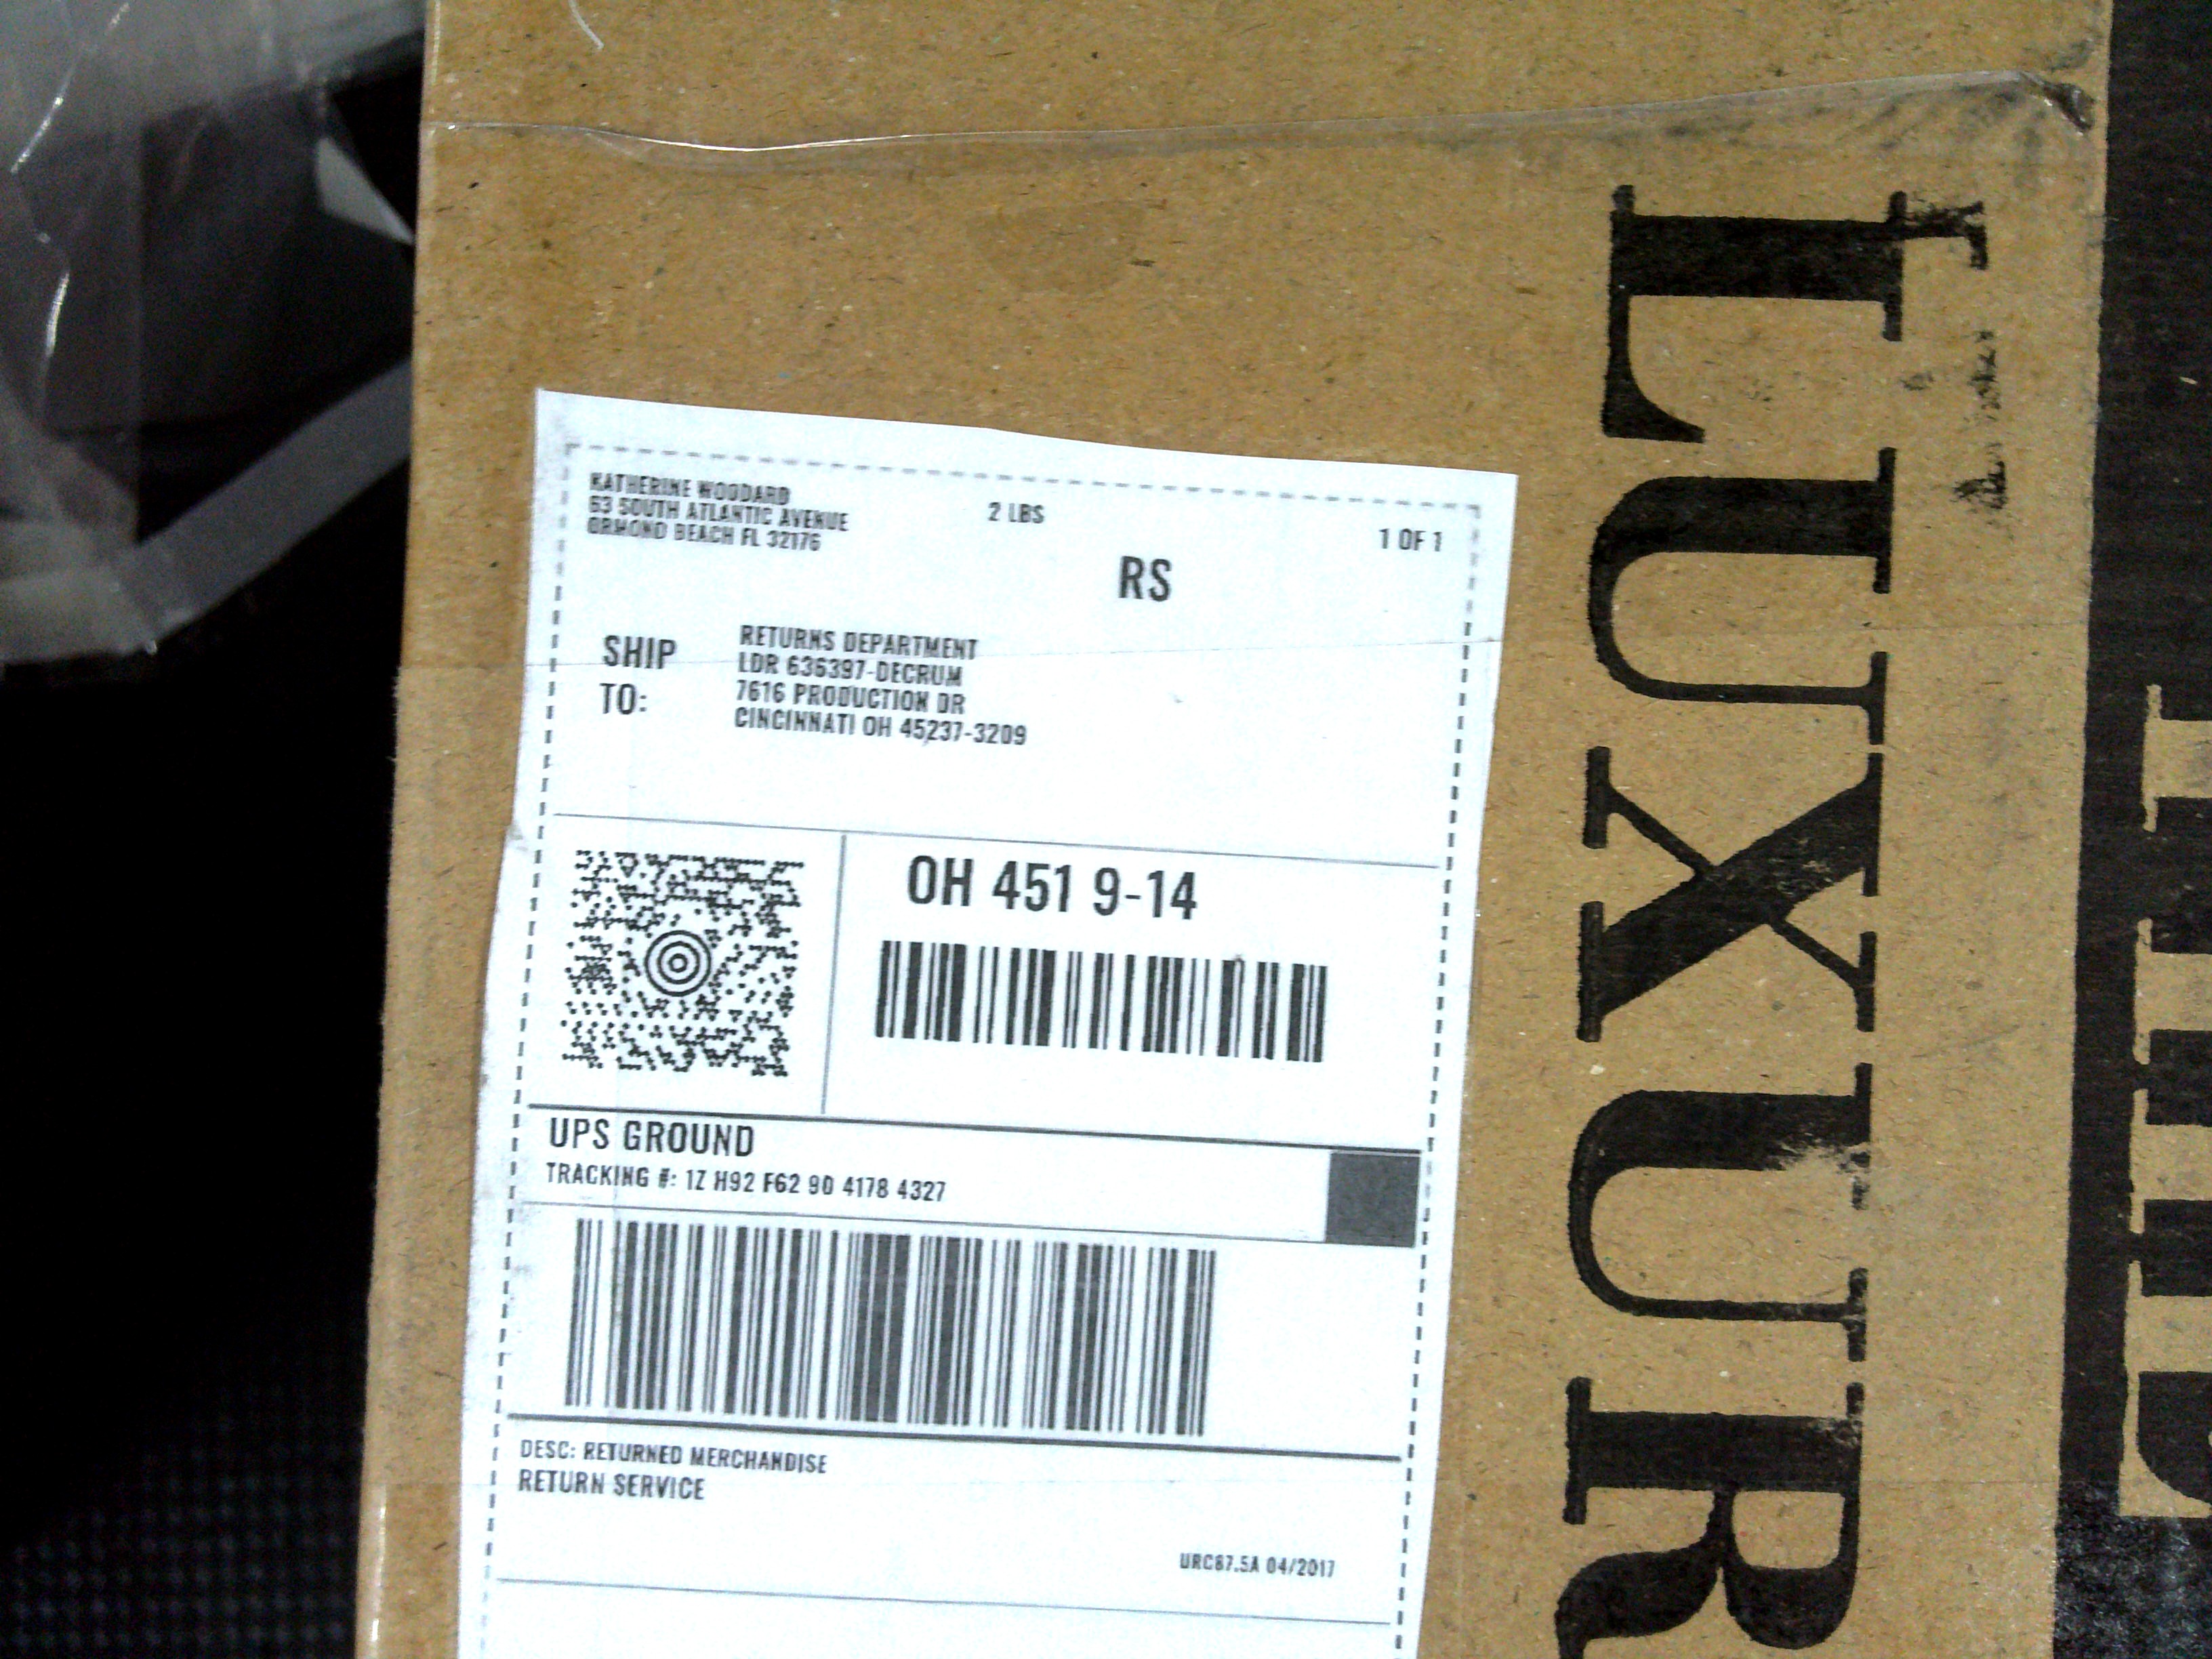 KATHERINE WOODARD
63 SOUTH ATLANTIC AVENUE
ORMOND BEACH FL 32176
2 LBS
1 OF 1
RS
SHIP
TO:
RETURNS DEPARTMENT
LDR 636397-DECRUM
7616 PRODUCTION DR
CINCINNATI OH 45237-3209
OH 451 9-14
UPS GROUND
TRACKING #: 1Z H92 F62 90 4178 4327
DESC: RETURNED MERCHANDISE
RETURN SERVICE
URC87.5A 04/2017
LUXUR